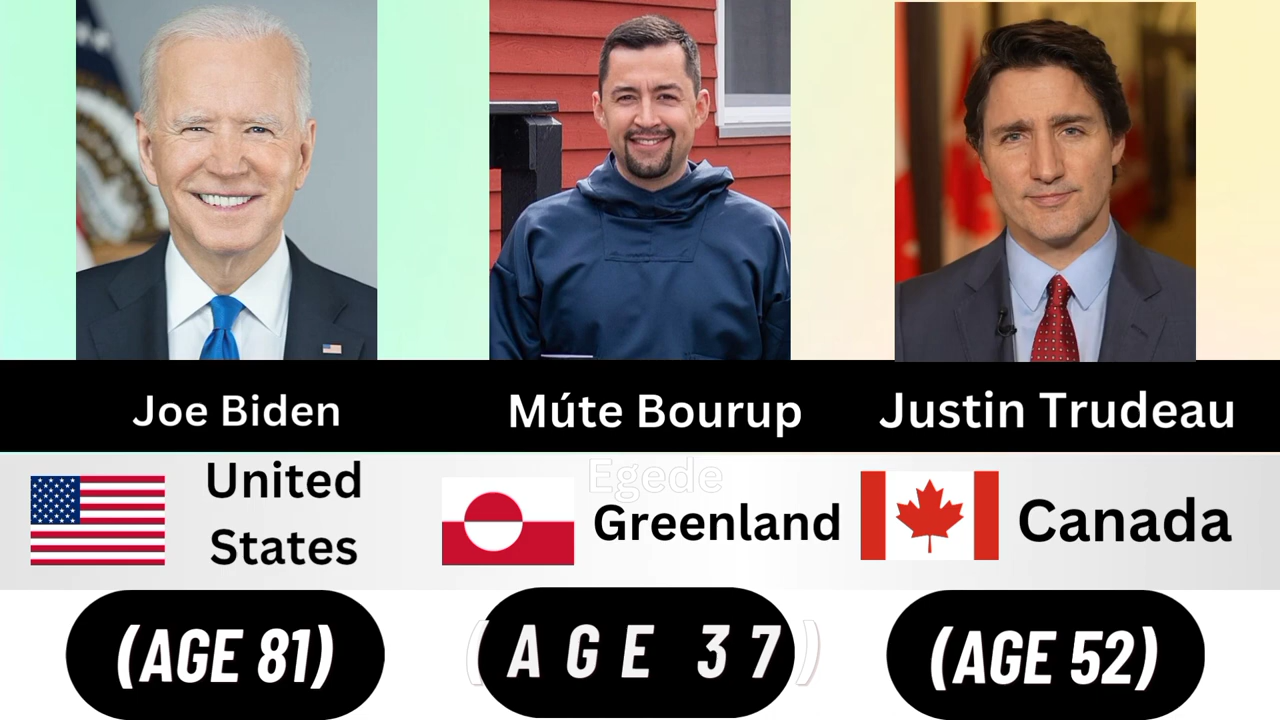 Joe Biden
Múte Bourup
Justin Trudeau
United
States
Egede
Greenland
Canada
(AGE 81)
(AGE 37)
(AGE 52)